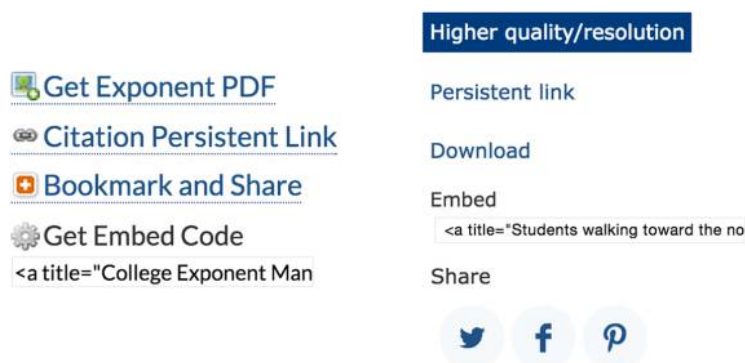 Get Exponent PDF
Citation Persistent Link
Bookmark and Share
Get Embed Code
<a title="College Exponent Man
Higher quality/resolution
Persistent link
Download
Embed
<a title="Students walking toward the no
Share